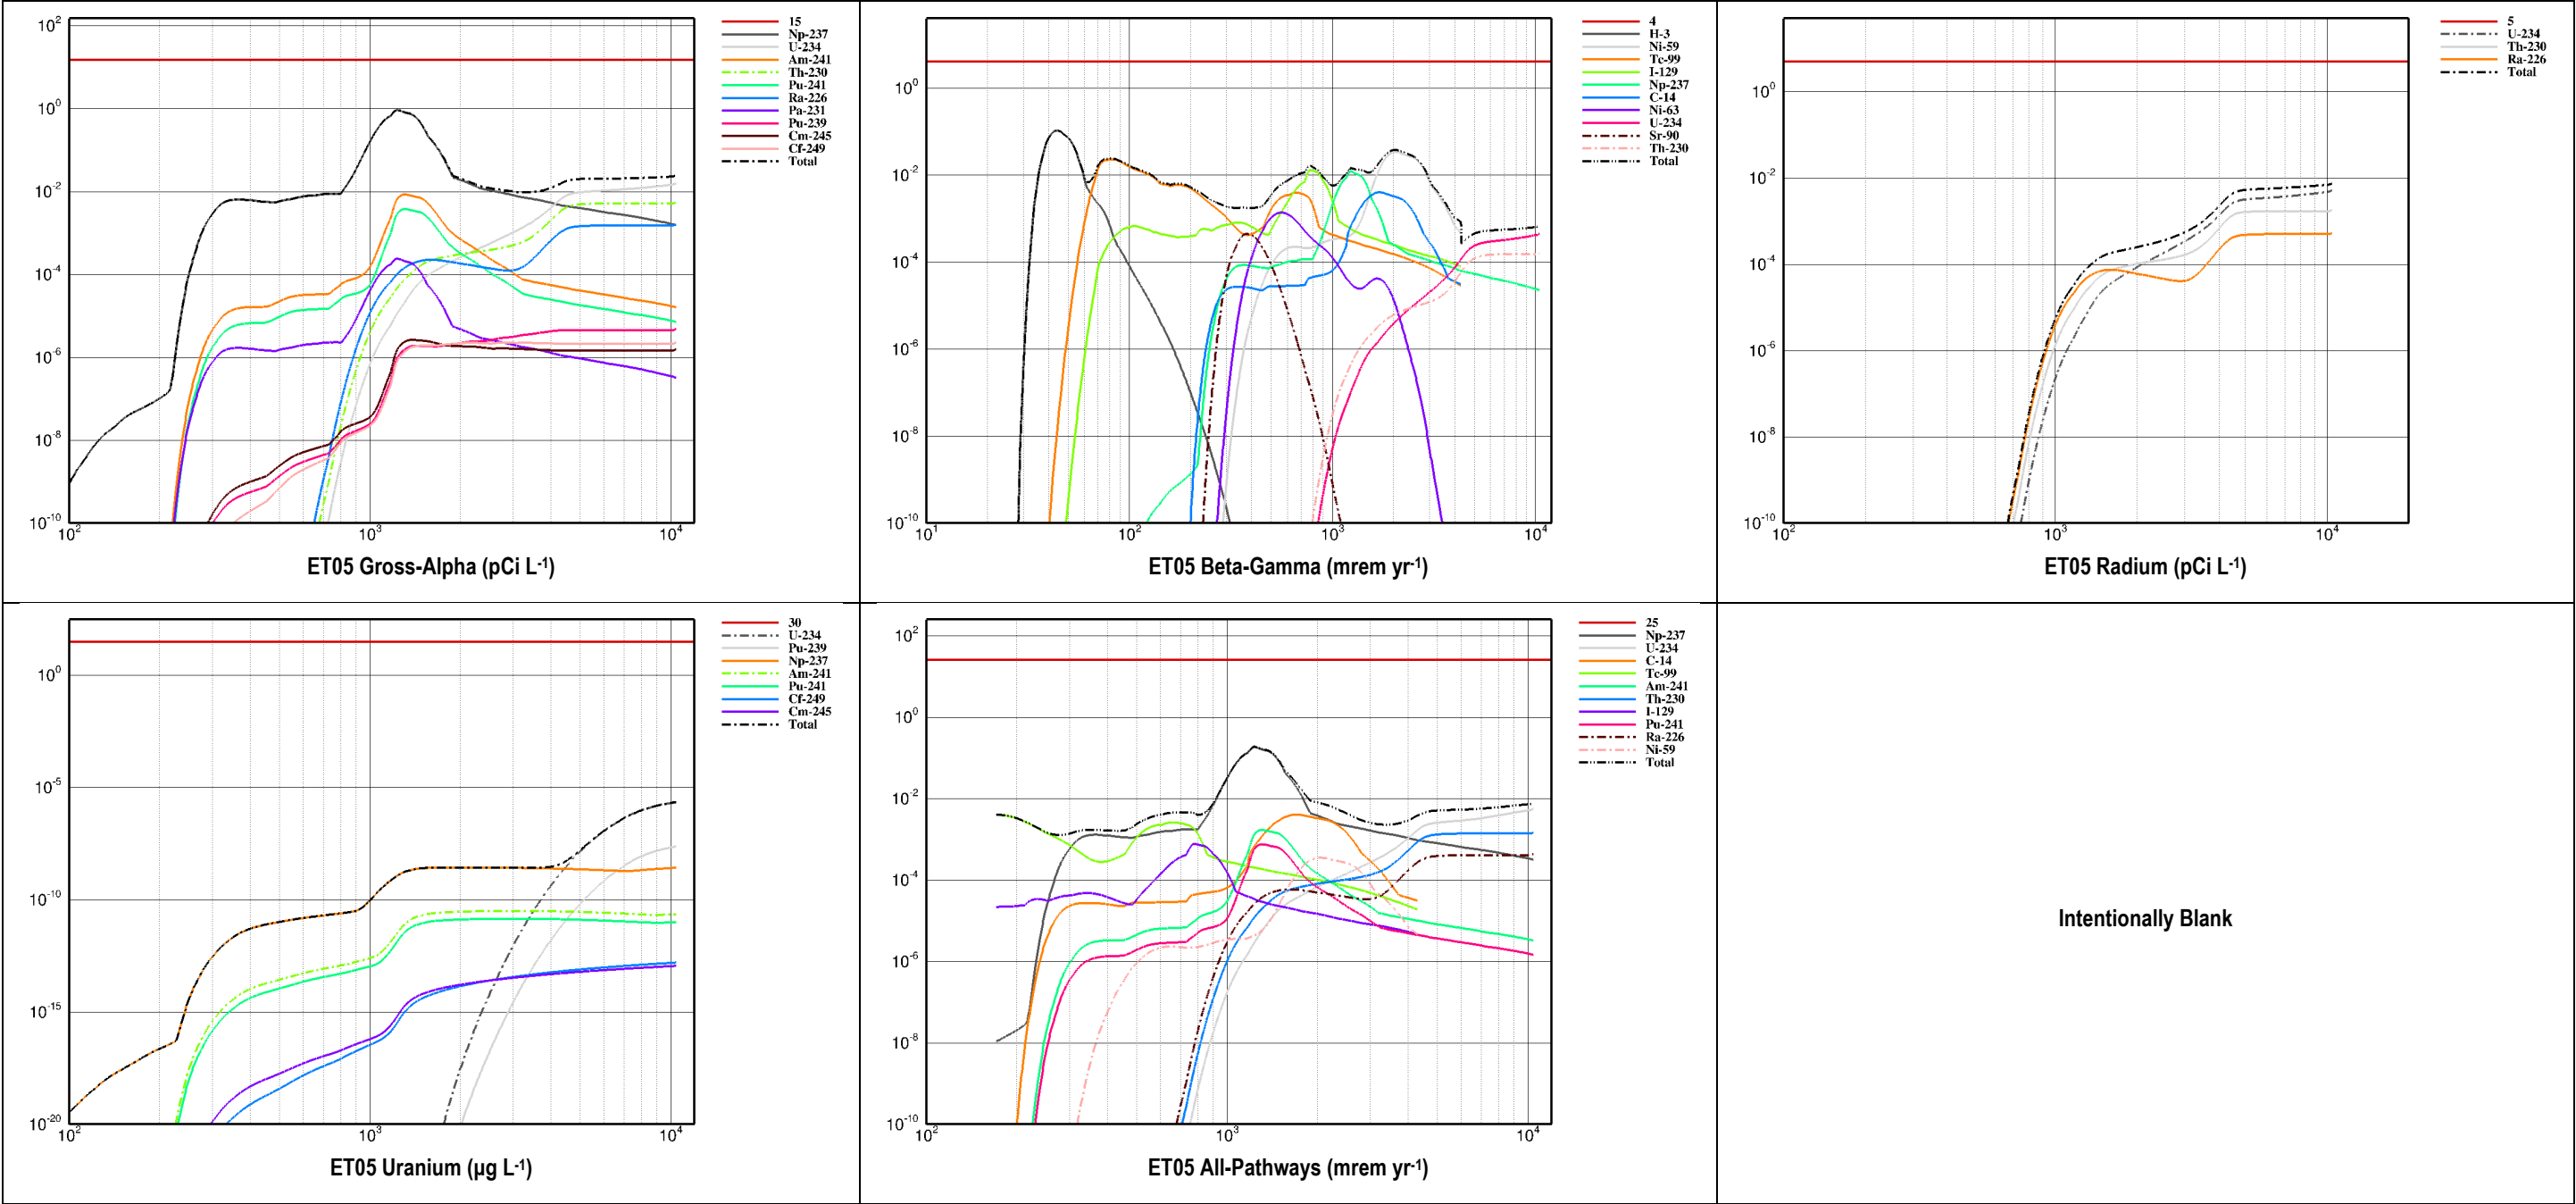 10²
10⁰
10⁻²
10⁻⁴
10⁻⁶
10⁻⁸
10⁻¹⁰
10²
10³
10⁴
15
Np-237
U-234
Am-241
Th-230
Pu-241
Ra-226
Pa-231
Pu-239
Cm-245
Cf-249
Total
ET05 Gross-Alpha (pCi L⁻¹)
10⁰
10⁻²
10⁻⁴
10⁻⁶
10⁻⁸
10⁻¹⁰
10¹
10²
10³
10⁴
4
H-3
Ni-59
Tc-99
I-129
Np-237
C-14
Ni-63
U-234
Sr-90
Th-230
Total
ET05 Beta-Gamma (mrem yr⁻¹)
10⁰
10⁻²
10⁻⁴
10⁻⁶
10⁻⁸
10⁻¹⁰
10²
10³
10⁴
5
U-234
Th-230
Ra-226
Total
ET05 Radium (pCi L⁻¹)
10⁰
10⁻⁵
10⁻¹⁰
10⁻¹⁵
10⁻²⁰
10²
10³
10⁴
30
U-234
Pu-239
Np-237
Am-241
Pu-241
Cf-249
Cm-245
Total
ET05 Uranium (µg L⁻¹)
10²
10⁰
10⁻²
10⁻⁴
10⁻⁶
10⁻⁸
10⁻¹⁰
10²
10³
10⁴
25
Np-237
U-234
C-14
Tc-99
Am-241
Th-230
I-129
Pu-241
Ra-226
Ni-59
Total
ET05 All-Pathways (mrem yr⁻¹)
Intentionally Blank